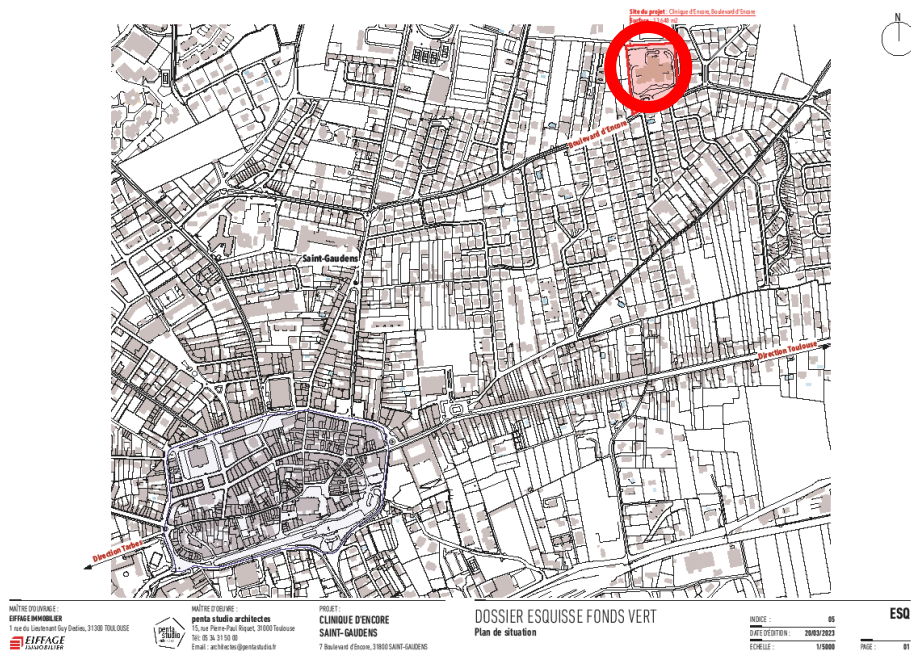 Site du projet : Clinique d'Encore, Boulevard d'Encore
N
Boulevard d'Encore
Saint-Gaudens
Direction Toulouse
Direction Tarbes
MAÎTRE D'OUVRAGE :
EIFFAGE IMMOBILIER
1 rue du Lieutenant Guy Dedieu, 31300 TOULOUSE
EIFFAGE
IMMOBILIER
penta
studio
MAÎTRE D'OEUVRE :
penta studio architectes
15, rue Pierre-Paul Riquet, 31000 Toulouse
Tél: 05 34 31 50 00
Email : architectes@pentastudio.fr
PROJET :
CLINIQUE D'ENCORE
SAINT-GAUDENS
7 Boulevard d'Encore, 31800 SAINT-GAUDENS
DOSSIER ESQUISSE FONDS VERT
Plan de situation
INDICE : 05
DATE D'ÉDITION : 20/03/2023
ECHELLE : 1/5000
ESQ
PAGE : 01